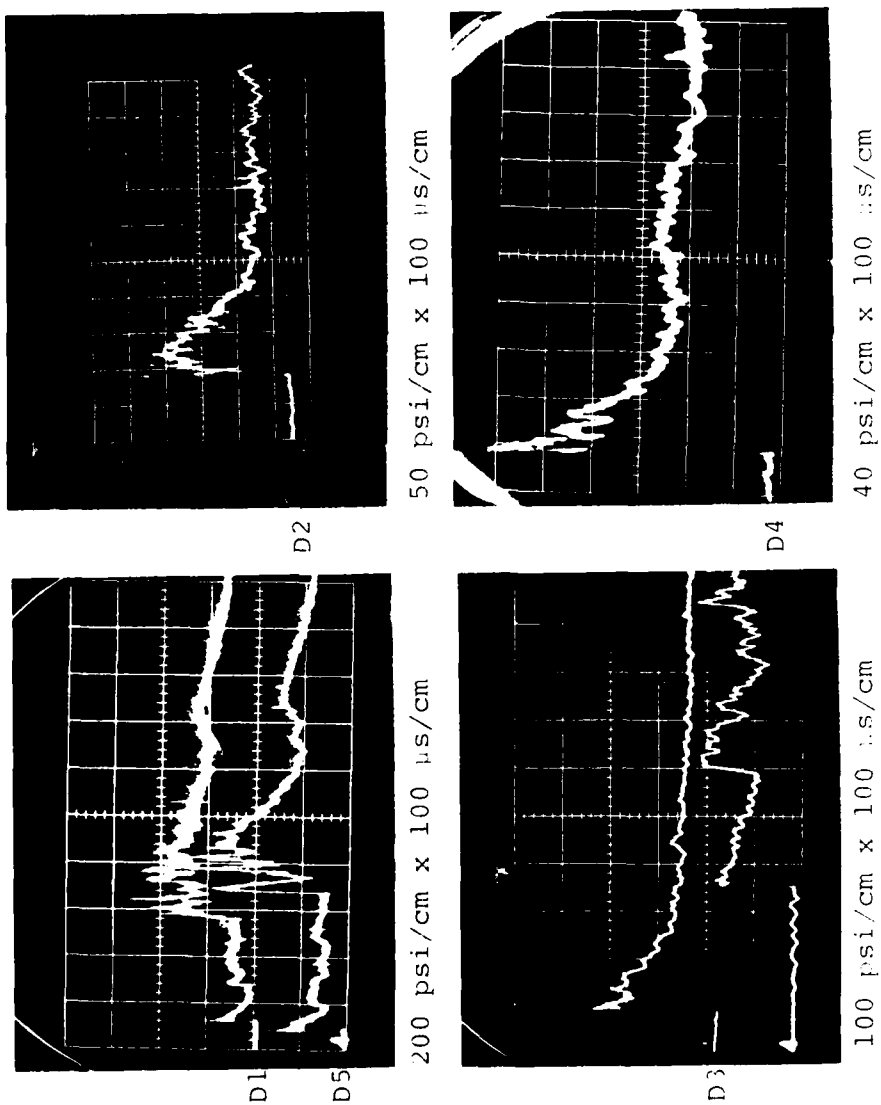 D2
50 psi/cm x 100 µs/cm
D4
40 psi/cm x 100 µs/cm
D1
D5
200 psi/cm x 100 µs/cm
D3
100 psi/cm x 100 µs/cm